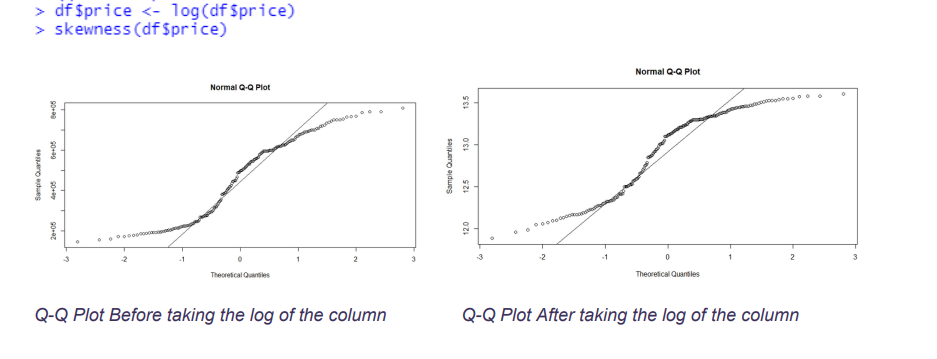 > df$price <- log(df$price)
> skewness(df$price)
Normal Q-Q Plot
Normal Q-Q Plot
Sample Quantiles
2e+05 4e+05 6e+05 8e+05
-3 -2 -1 0 1 2 3
Theoretical Quantiles
Sample Quantiles
12.0 12.5 13.0 13.5
-3 -2 -1 0 1 2 3
Theoretical Quantiles
Q-Q Plot Before taking the log of the column
Q-Q Plot After taking the log of the column